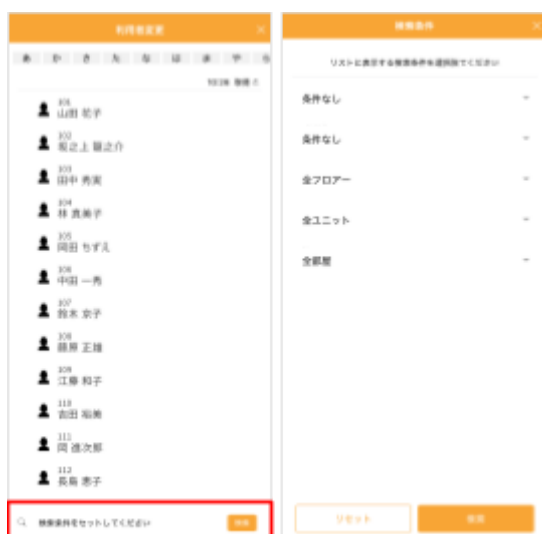 利用者変更
あ か さ た な は ま や ら
101
山田 花子
102
坂之上 龍之介
103
田中 秀実
104
林 真美子
105
岡田 ちずえ
106
中田 一秀
107
鈴木 京子
108
藤原 正雄
109
江藤 和子
110
吉田 裕美
111
岡 進次郎
112
長島 恵子
検索条件をセットしてください
検索
検索条件
リストに表示する検索条件を選択してください
条件なし
条件なし
全フロアー
全ユニット
全部屋
リセット
検索